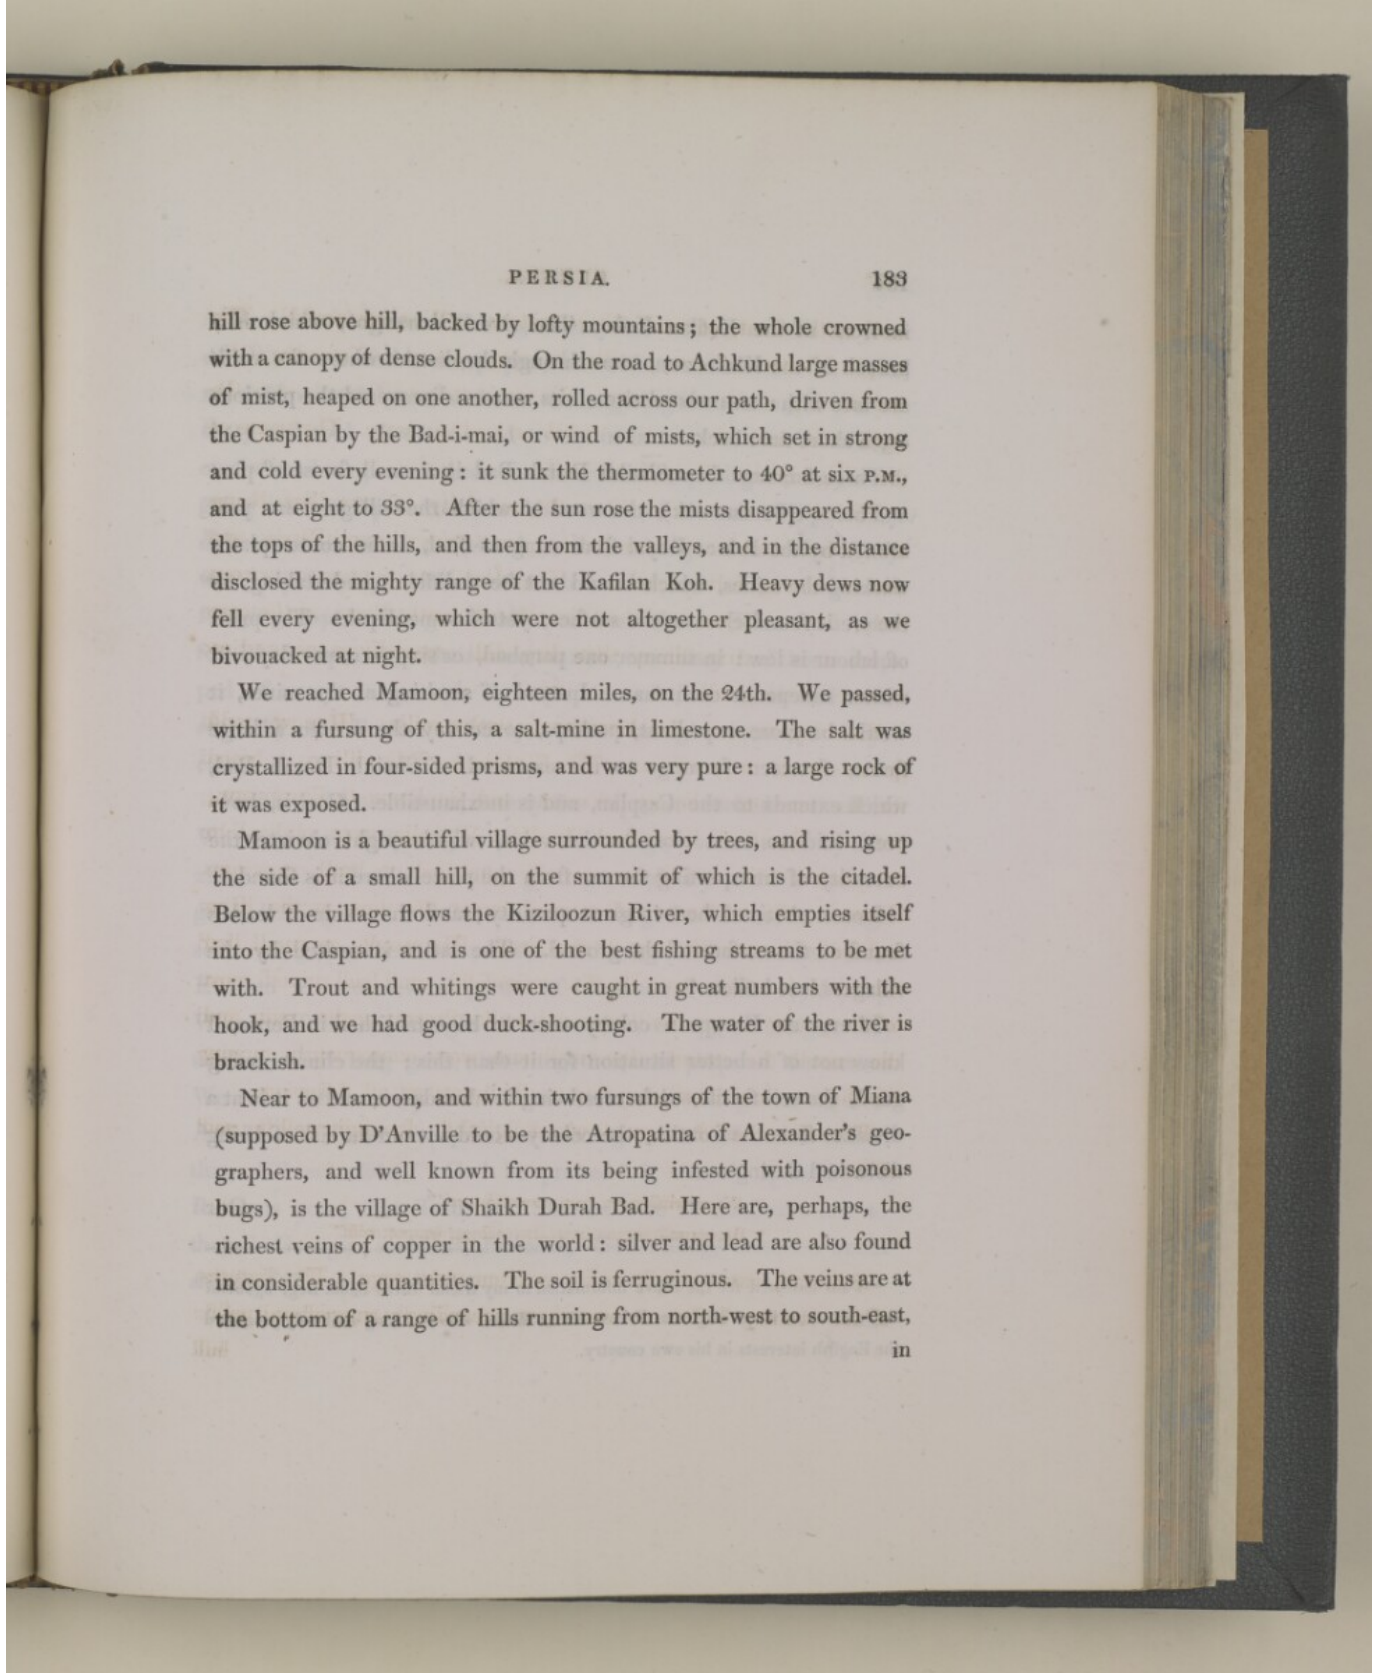 PERSIA. 183
hill rose above hill, backed by lofty mountains; the whole crowned
with a canopy of dense clouds. On the road to Achkund large masses
of mist, heaped on one another, rolled across our path, driven from
the Caspian by the Bad-i-mai, or wind of mists, which set in strong
and cold every evening: it sunk the thermometer to 40° at six P.M.,
and at eight to 33°. After the sun rose the mists disappeared from
the tops of the hills, and then from the valleys, and in the distance
disclosed the mighty range of the Kafilan Koh. Heavy dews now
fell every evening, which were not altogether pleasant, as we
bivouacked at night.
We reached Mamoon, eighteen miles, on the 24th. We passed,
within a fursung of this, a salt-mine in limestone. The salt was
crystallized in four-sided prisms, and was very pure: a large rock of
it was exposed.
Mamoon is a beautiful village surrounded by trees, and rising up
the side of a small hill, on the summit of which is the citadel.
Below the village flows the Kiziloozun River, which empties itself
into the Caspian, and is one of the best fishing streams to be met
with. Trout and whitings were caught in great numbers with the
hook, and we had good duck-shooting. The water of the river is
brackish.
Near to Mamoon, and within two fursungs of the town of Miana
(supposed by D'Anville to be the Atropatina of Alexander's geo-
graphers, and well known from its being infested with poisonous
bugs), is the village of Shaikh Durah Bad. Here are, perhaps, the
richest veins of copper in the world: silver and lead are also found
in considerable quantities. The soil is ferruginous. The veins are at
the bottom of a range of hills running from north-west to south-east,
in